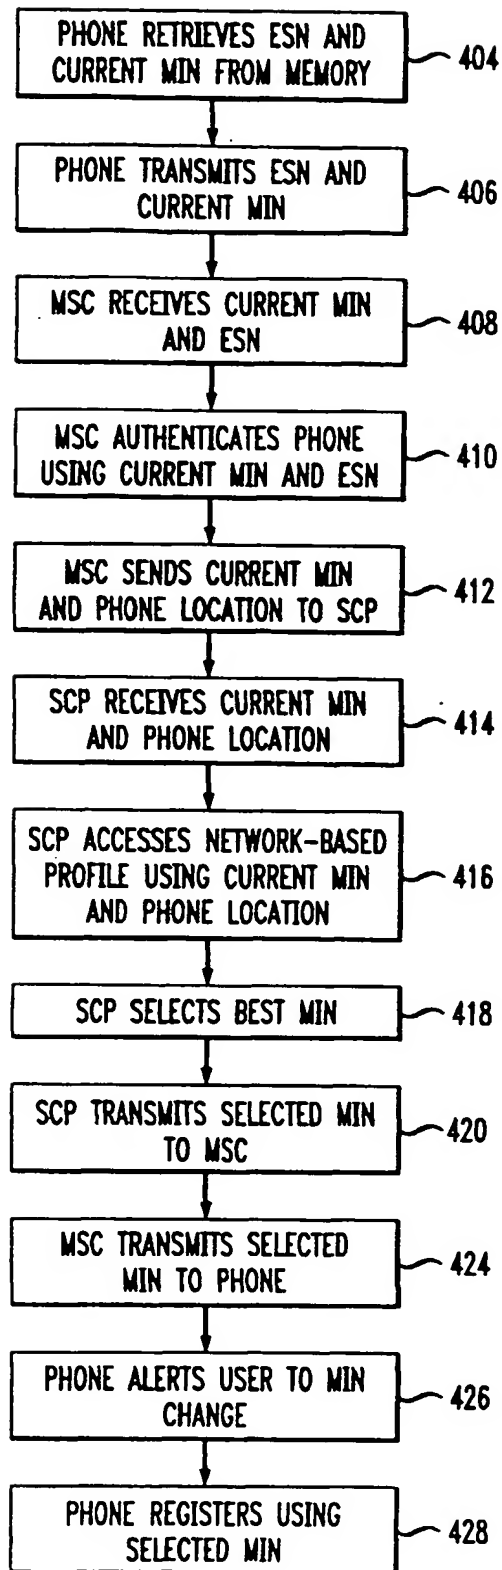 PHONE RETRIEVES ESN AND
CURRENT MIN FROM MEMORY
404
PHONE TRANSMITS ESN AND
CURRENT MIN
406
MSC RECEIVES CURRENT MIN
AND ESN
408
MSC AUTHENTICATES PHONE
USING CURRENT MIN AND ESN
410
MSC SENDS CURRENT MIN
AND PHONE LOCATION TO SCP
412
SCP RECEIVES CURRENT MIN
AND PHONE LOCATION
414
SCP ACCESSES NETWORK-BASED
PROFILE USING CURRENT MIN
AND PHONE LOCATION
416
SCP SELECTS BEST MIN
418
SCP TRANSMITS SELECTED MIN
TO MSC
420
MSC TRANSMITS SELECTED
MIN TO PHONE
424
PHONE ALERTS USER TO MIN
CHANGE
426
PHONE REGISTERS USING
SELECTED MIN
428